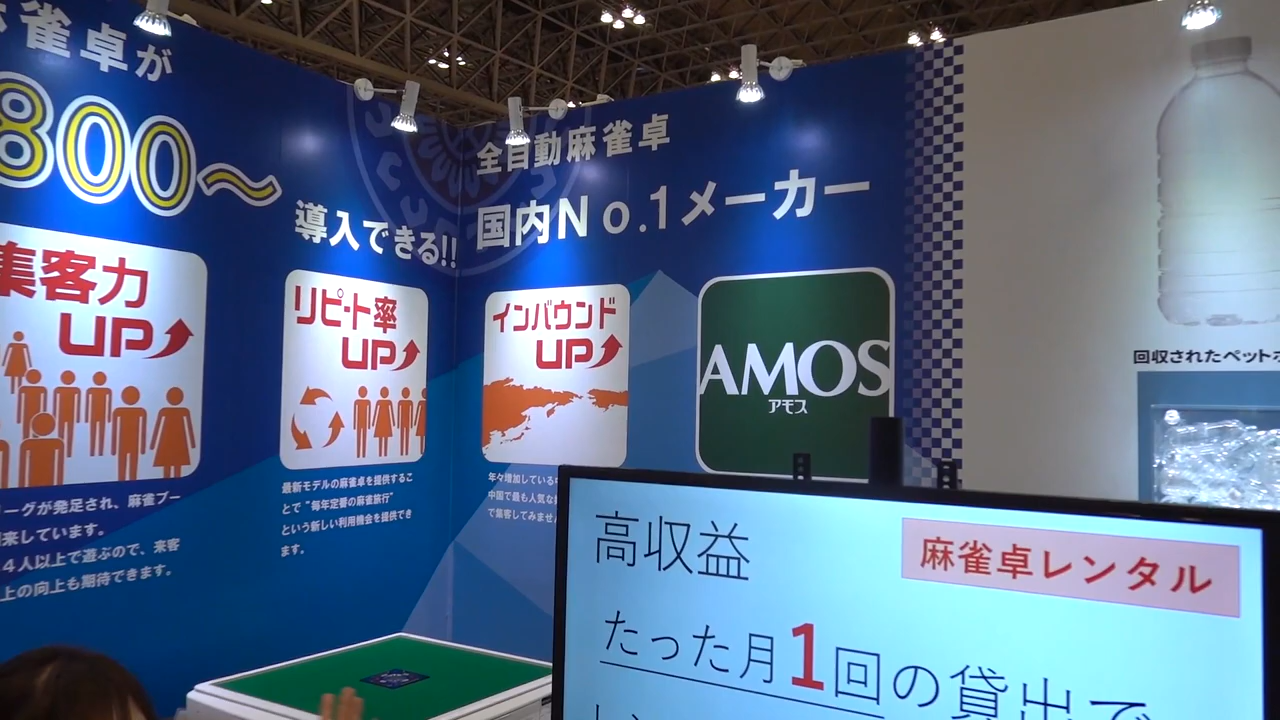 麻雀卓が
800～
導入できる!!
集客力
UP
リピート率
UP
ーグが発足され、麻雀ブー
来しています。
4人以上で遊ぶので、来客
上の向上も期待できます。
最新モデルの麻雀卓を提供するこ
とで“毎年定番の麻雀旅行”
という新しい利用機会を提供でき
ます。
全自動麻雀卓
国内No.1メーカー
インバウンド
UP
年々増加している
中国で最も人気な
で集客してみませ
AMOS
アモス
回収されたペットボ
高収益
麻雀卓レンタル
たった月1回の貸出で